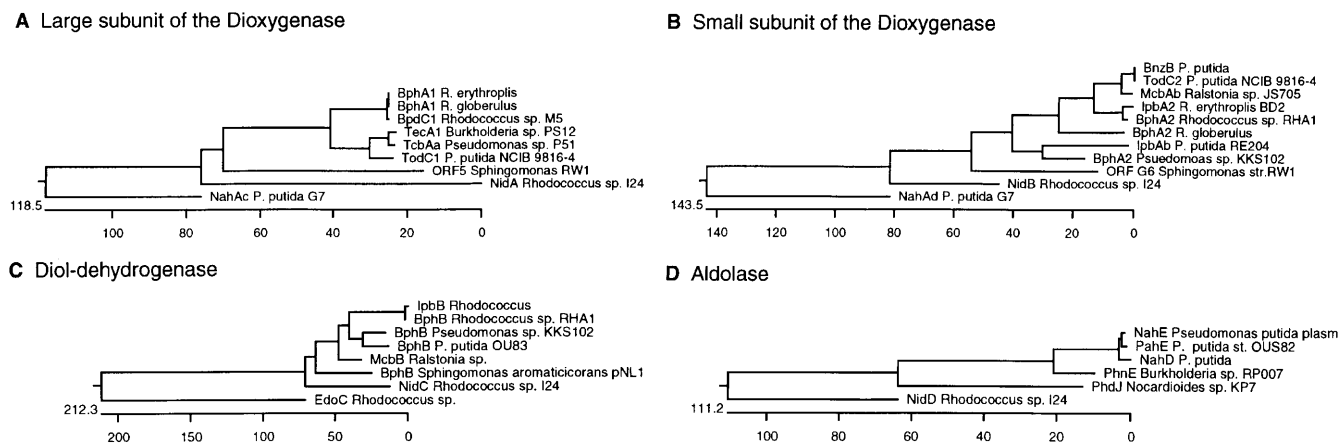 A Large subunit of the Dioxygenase
BphA1 R. erythroplis
BphA1 R. globerulus
BpdC1 Rhodococcus sp. M5
TecA1 Burkholderia sp. PS12
TcbAa Pseudomonas sp. P51
TodC1 P. putida NCIB 9816-4
ORF5 Sphingomonas RW1
NidA Rhodococcus sp. I24
NahAc P. putida G7
118.5
100 80 60 40 20 0
B Small subunit of the Dioxygenase
BnzB P. putida
TodC2 P. putida NCIB 9816-4
McbAb Ralstonia sp. JS705
IpbA2 R. erythroplis BD2
BphA2 Rhodococcus sp. RHA1
BphA2 R. globerulus
IpbAb P. putida RE204
BphA2 Psuedomoas sp. KKS102
ORF G6 Sphingomonas str.RW1
NidB Rhodococcus sp. I24
NahAd P. putida G7
143.5
140 120 100 80 60 40 20 0
C Diol-dehydrogenase
IpbB Rhodococcus
BphB Rhodococcus sp. RHA1
BphB Pseudomonas sp. KKS102
BphB P. putida OU83
McbB Ralstonia sp.
BphB Sphingomonas aromaticicorans pNL1
NidC Rhodococcus sp. I24
EdoC Rhodococcus sp.
212.3
200 150 100 50 0
D Aldolase
NahE Pseudomonas putida plasm
PahE P. putida st. OUS82
NahD P. putida
PhnE Burkholderia sp. RP007
PhdJ Nocardioides sp. KP7
NidD Rhodococcus sp. I24
111.2
100 80 60 40 20 0